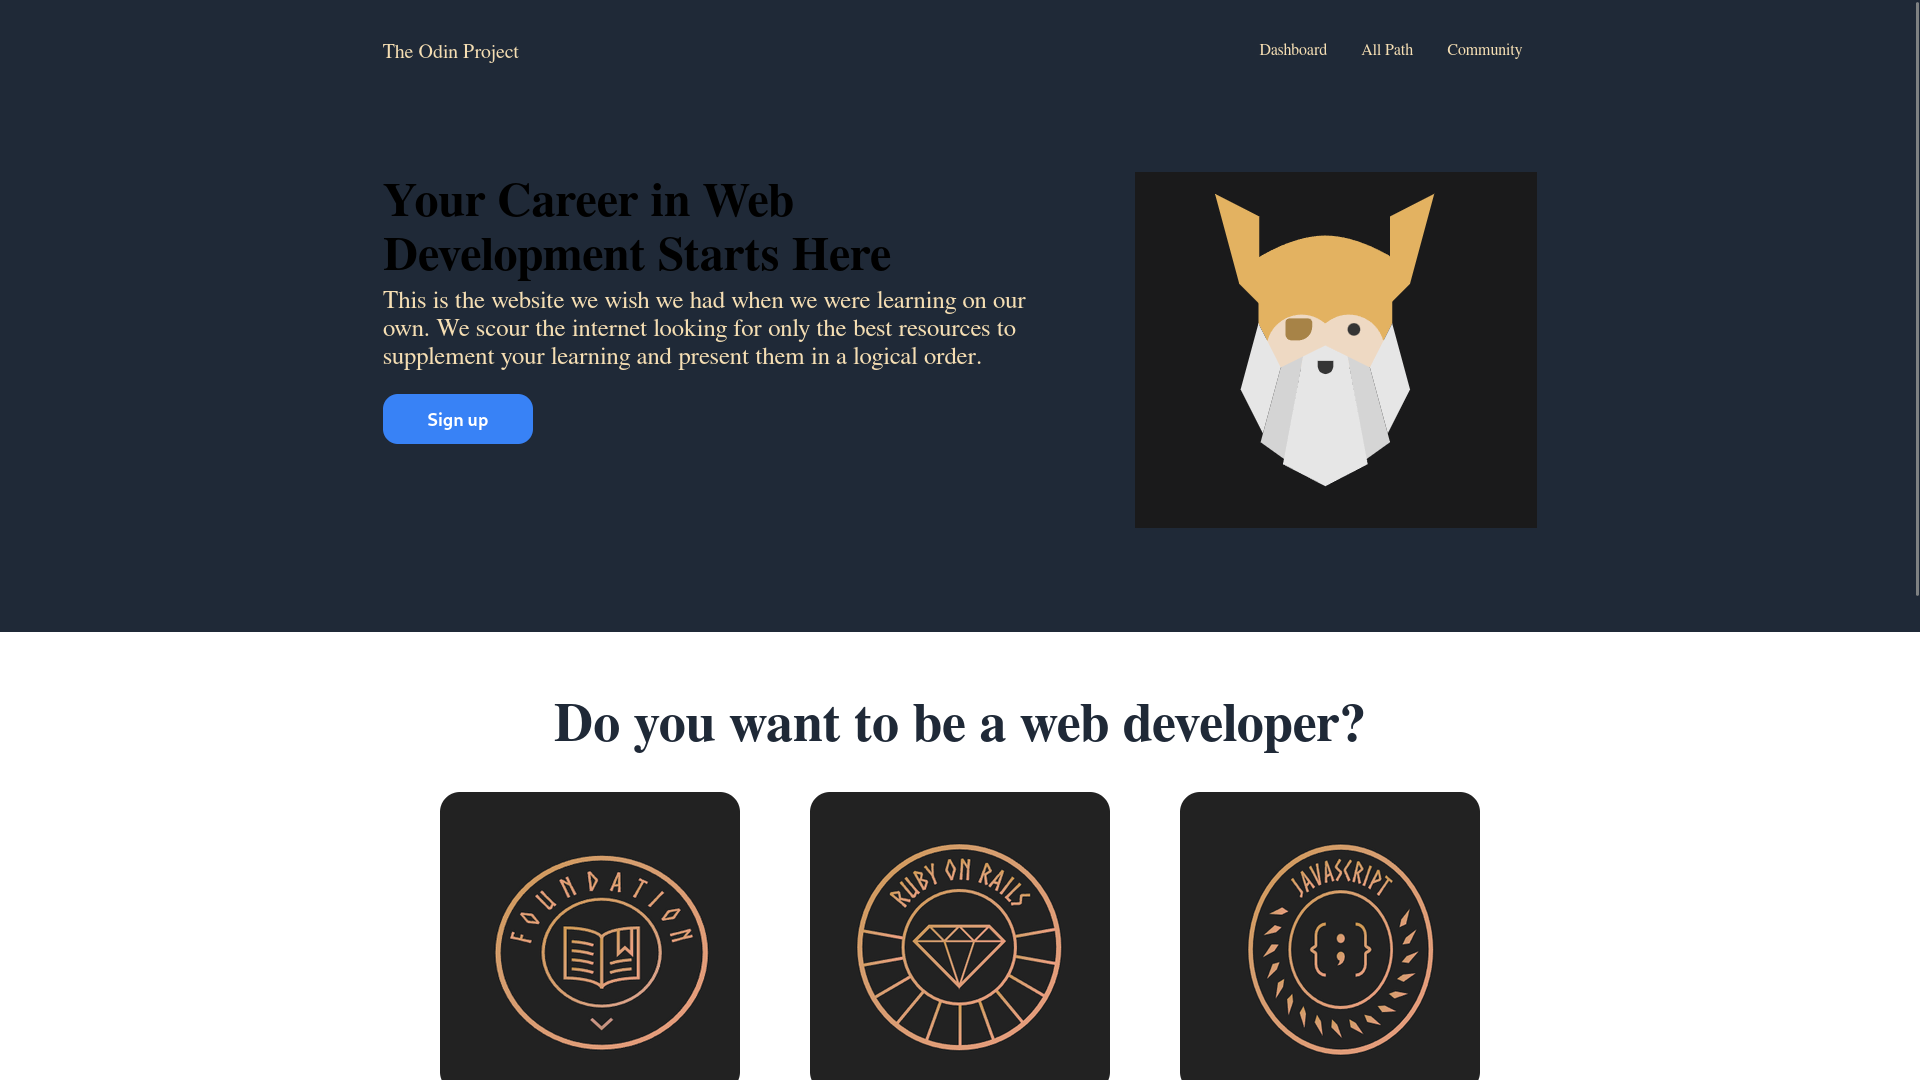 The Odin Project
Dashboard
All Path
Community
Your Career in Web
Development Starts Here
This is the website we wish we had when we were learning on our
own. We scour the internet looking for only the best resources to
supplement your learning and present them in a logical order.
Sign up
Do you want to be a web developer?
FOUNDATION
RUBY ON RAILS
JAVASCRIPT
{;}